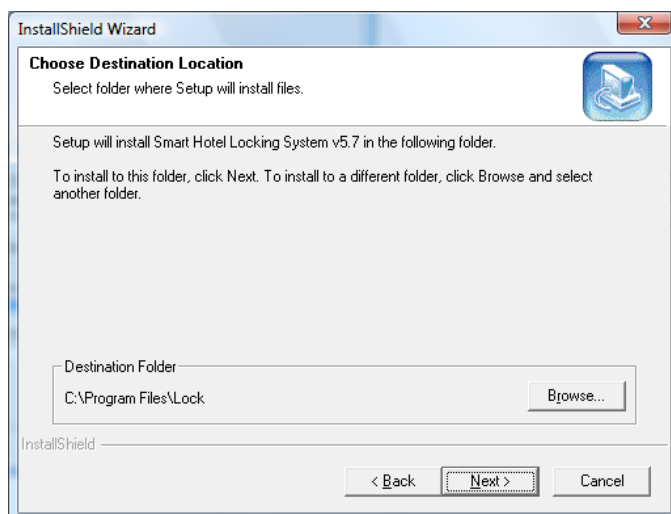 InstallShield Wizard
Choose Destination Location
Select folder where Setup will install files.
Setup will install Smart Hotel Locking System v5.7 in the following folder.
To install to this folder, click Next. To install to a different folder, click Browse and select
another folder.
Destination Folder
C:\Program Files\Lock
Browse...
InstallShield
< Back
Next >
Cancel